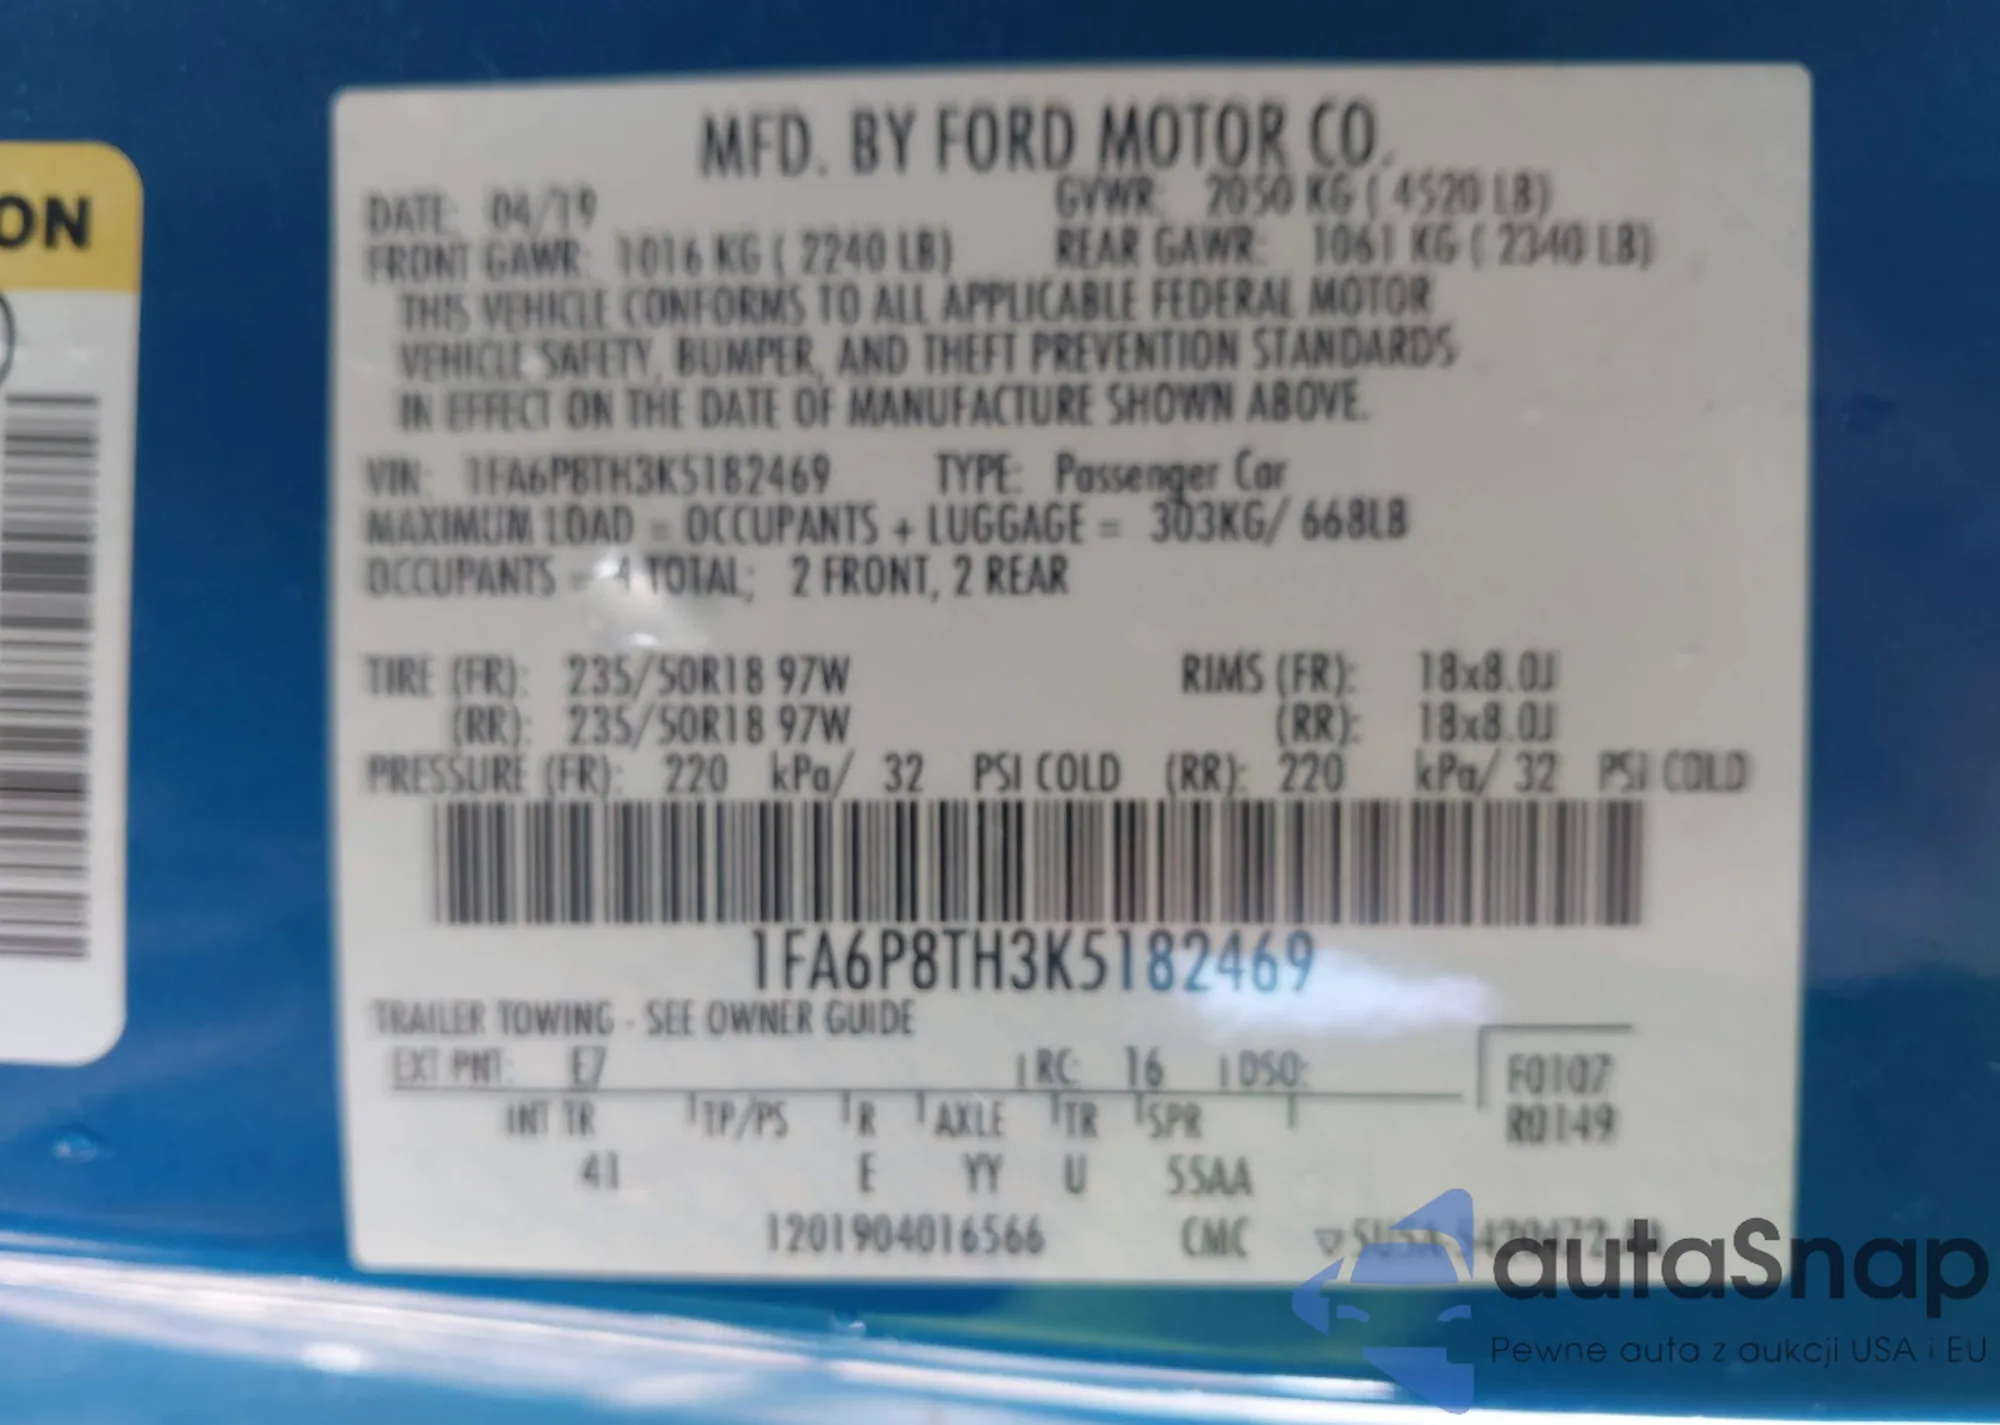 ON
MFD. BY FORD MOTOR CO.
DATE: 04/19 GVWR: 2050 KG ( 4520 LB)
FRONT GAWR: 1016 KG ( 2240 LB) REAR GAWR: 1061 KG ( 2340 LB)
THIS VEHICLE CONFORMS TO ALL APPLICABLE FEDERAL MOTOR
VEHICLE SAFETY, BUMPER, AND THEFT PREVENTION STANDARDS
IN EFFECT ON THE DATE OF MANUFACTURE SHOWN ABOVE.
VIN: 1FA6P8TH3K5182469 TYPE: Passenger Car
MAXIMUM LOAD = OCCUPANTS + LUGGAGE = 303KG/ 668LB
OCCUPANTS = 4 TOTAL; 2 FRONT, 2 REAR
TIRE (FR): 235/50R18 97W RIMS (FR): 18x8.0J
(RR): 235/50R18 97W (RR): 18x8.0J
PRESSURE (FR): 220 kPa/ 32 PSI COLD (RR): 220 kPa/ 32 PSI COLD
1FA6P8TH3K5182469
TRAILER TOWING - SEE OWNER GUIDE
EXT PNT: E7 RC: 16 DSO: F0107
INT TR TP/PS R AXLE TR SPR R0149
41 E YY U 55AA
1201904016566 CMC
autaSnap
Pewne auta z aukcji USA i EU